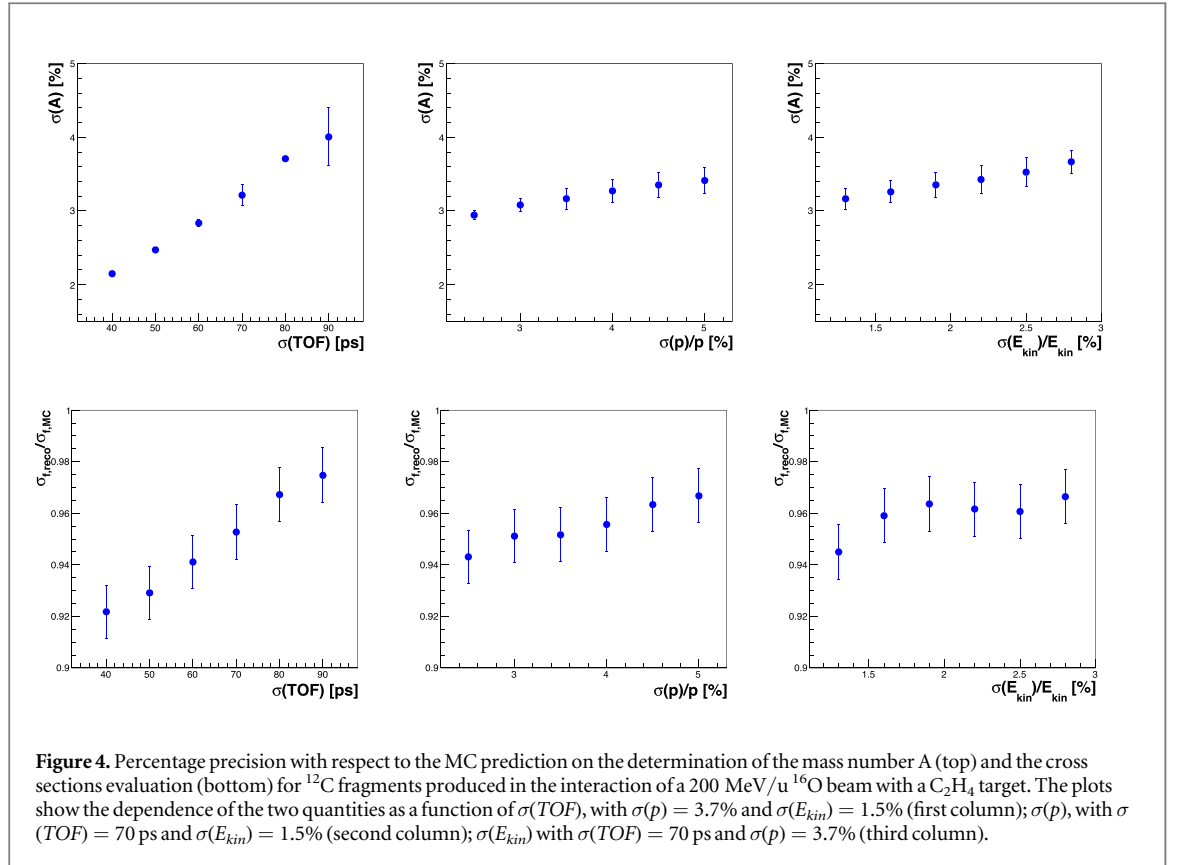 σ(A) [%]
5
4
3
2
40 50 60 70 80 90
σ(TOF) [ps]
σ(A) [%]
5
4
3
2
3 4 5
σ(p)/p [%]
σ(A) [%]
5
4
3
2
1.5 2 2.5 3
σ(E_kin)/E_kin [%]
σ_f,reco/σ_f,MC
1
0.98
0.96
0.94
0.92
0.9
40 50 60 70 80 90
σ(TOF) [ps]
σ_f,reco/σ_f,MC
1
0.98
0.96
0.94
0.92
0.9
3 4 5
σ(p)/p [%]
σ_f,reco/σ_f,MC
1
0.98
0.96
0.94
0.92
0.9
1.5 2 2.5 3
σ(E_kin)/E_kin [%]
Figure 4. Percentage precision with respect to the MC prediction on the determination of the mass number A (top) and the cross
sections evaluation (bottom) for ¹²C fragments produced in the interaction of a 200 MeV/u ¹⁶O beam with a C₂H₄ target. The plots
show the dependence of the two quantities as a function of σ(TOF), with σ(p) = 3.7% and σ(E_kin) = 1.5% (first column); σ(p), with σ
(TOF) = 70 ps and σ(E_kin) = 1.5% (second column); σ(E_kin) with σ(TOF) = 70 ps and σ(p) = 3.7% (third column).